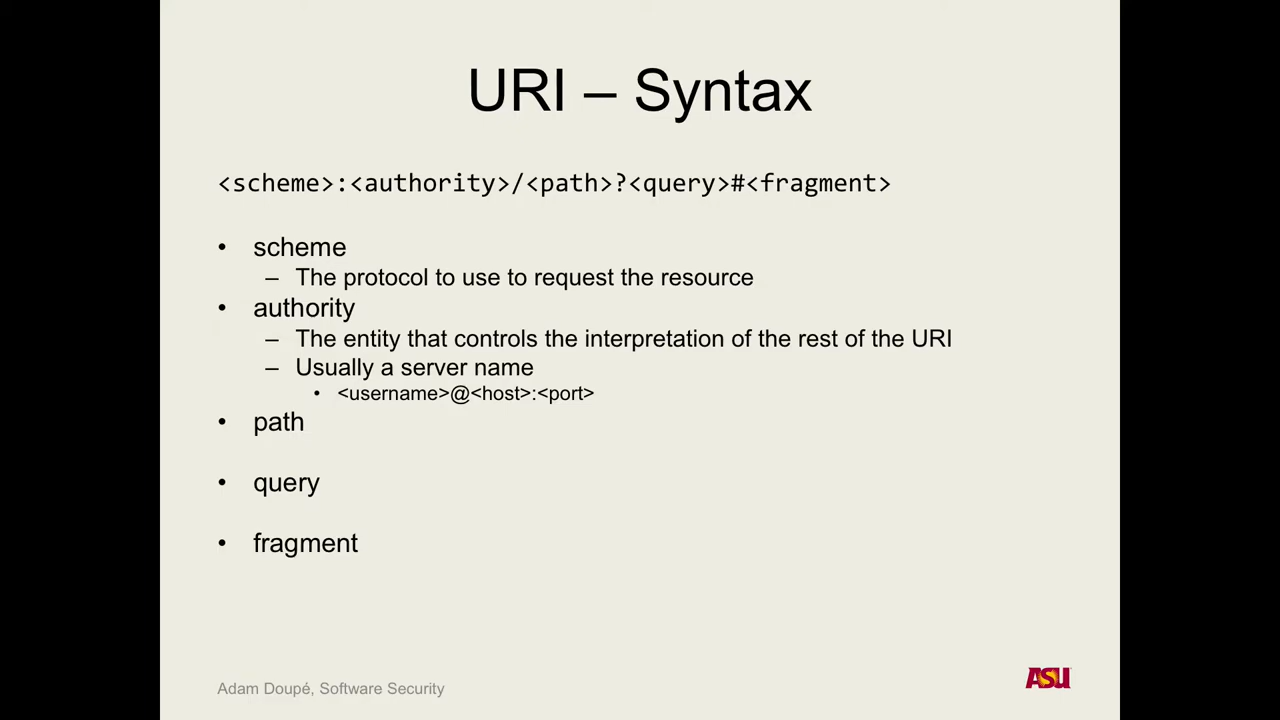 URI – Syntax
<scheme>:<authority>/<path>?<query>#<fragment>
• scheme
– The protocol to use to request the resource
• authority
– The entity that controls the interpretation of the rest of the URI
– Usually a server name
• <username>@<host>:<port>
• path
• query
• fragment
Adam Doupé, Software Security
ASU